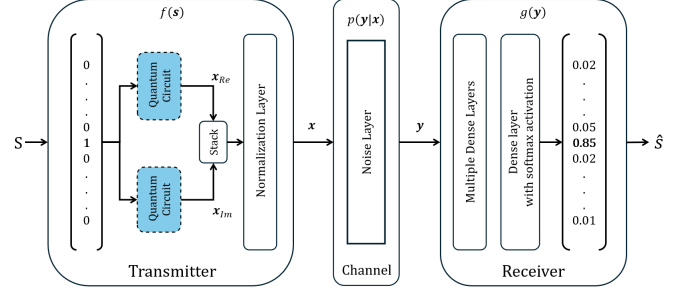 f(s)
p(y|x)
g(y)
S
0
.
.
.
0
1
0
.
.
.
0
Quantum
Circuit
Quantum
Circuit
x_Re
Stack
x_Im
Normalization Layer
x
Noise Layer
y
Multiple Dense Layers
Dense layer
with softmax activation
0.02
.
.
.
0.05
0.85
0.02
.
.
.
0.01
Ŝ
Transmitter
Channel
Receiver